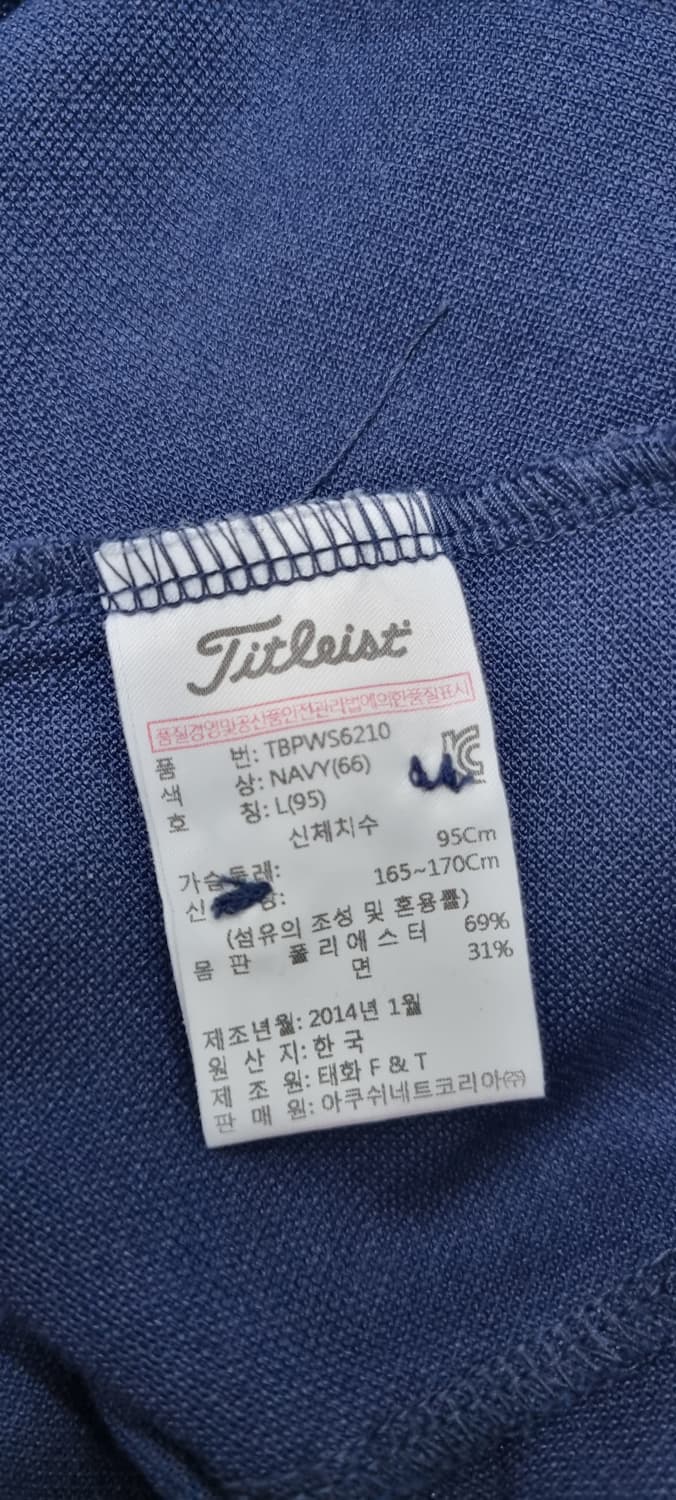 Titleist
품질경영및공산품안전관리법에의한품질표시
품 번: TBPWS6210
색 상: NAVY(66)
호 칭: L(95)
신체치수
가슴둘레: 95Cm
신 : 165~170Cm
(섬유의 조성 및 혼용률)
몸 판 폴 리 에 스 터 69%
면 31%
제조년월: 2014년 1월
원 산 지: 한 국
제 조 원: 태화 F & T
판 매 원: 아쿠쉬네트코리아㈜